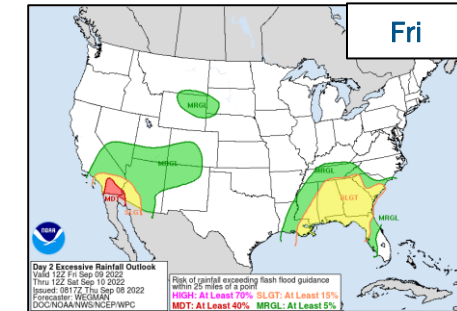 Fri
MRGL
MRGL
MRGL
SLGT
MDT
SLGT
MRGL
NOAA
Day 2 Excessive Rainfall Outlook
Valid 12Z Fri Sep 09 2022
Thru 12Z Sat Sep 10 2022
Issued: 0817Z Thu Sep 08 2022
Forecaster: WEGMAN
DOC/NOAA/NWS/NCEP/WPC
Risk of rainfall exceeding flash flood guidance
within 25 miles of a point
HIGH: At Least 70% SLGT: At Least 15%
MDT: At Least 40% MRGL: At Least 5%